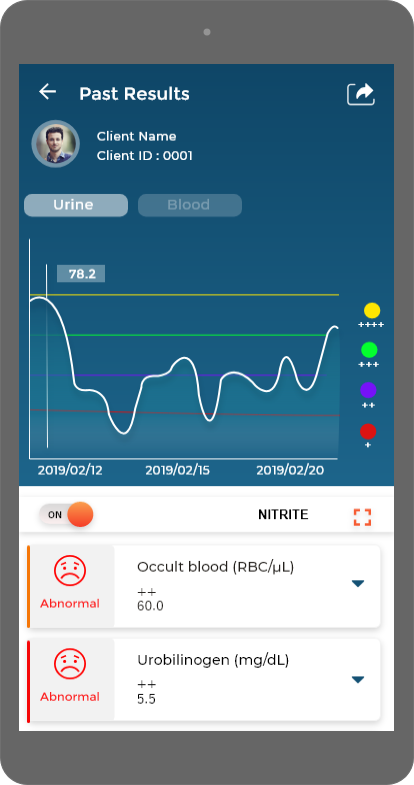 Past Results
Client Name
Client ID : 0001
Urine
Blood
78.2
++++
+++
++
+
2019/02/12
2019/02/15
2019/02/20
ON
NITRITE
Occult blood (RBC/µL)
++
60.0
Abnormal
Urobilinogen (mg/dL)
++
5.5
Abnormal